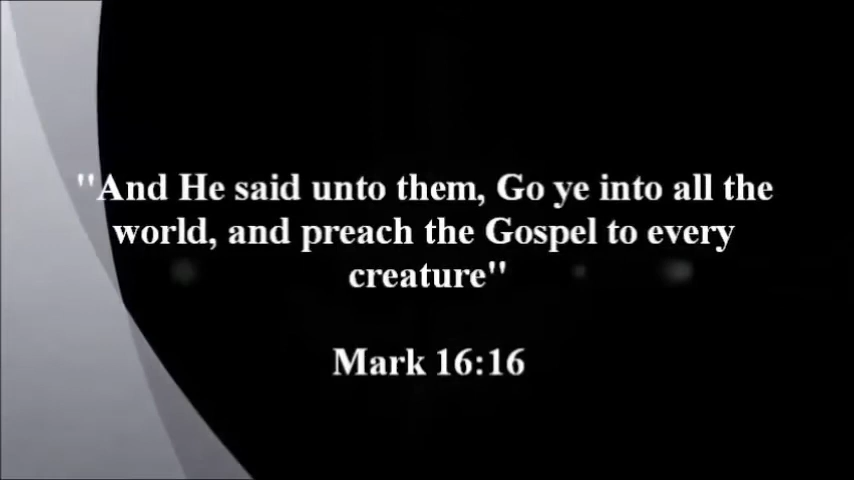 "And He said unto them, Go ye into all the
world, and preach the Gospel to every
creature"
Mark 16:16